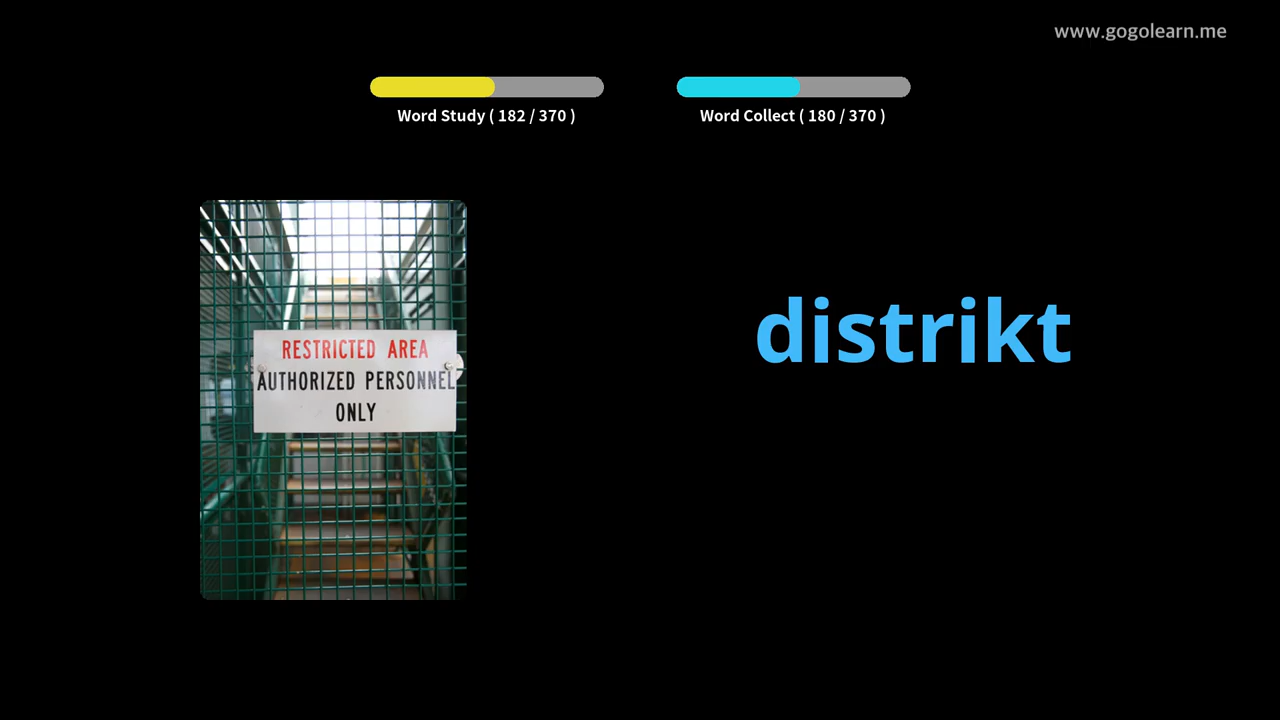 www.gogolearn.me
Word Study ( 182 / 370 )
Word Collect ( 180 / 370 )
RESTRICTED AREA
AUTHORIZED PERSONNEL
ONLY
distrikt